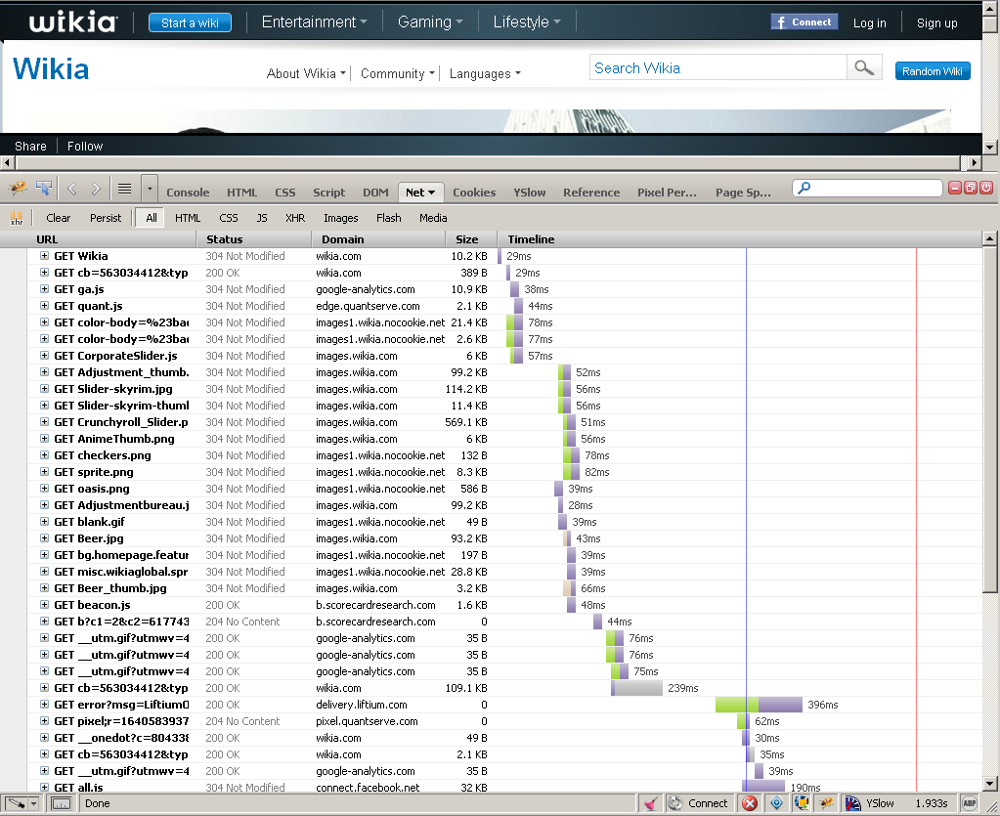 wikia
Start a wiki
Entertainment
Gaming
Lifestyle
f Connect
Log in
Sign up
Wikia
About Wikia
Community
Languages
Search Wikia
Random Wiki
Share
Follow
Console HTML CSS Script DOM Net Cookies YSlow Reference Pixel Per... Page Sp...
xhr Clear Persist All HTML CSS JS XHR Images Flash Media
URL Status Domain Size Timeline
GET Wikia 304 Not Modified wikia.com 10.2 KB 29ms
GET cb=563034412&typ 200 OK wikia.com 389 B 29ms
GET ga.js 304 Not Modified google-analytics.com 10.9 KB 38ms
GET quant.js 304 Not Modified edge.quantserve.com 2.1 KB 44ms
GET color-body=%23bac 304 Not Modified images1.wikia.nocookie.net 21.4 KB 78ms
GET color-body=%23bac 304 Not Modified images1.wikia.nocookie.net 2.6 KB 77ms
GET CorporateSlider.js 304 Not Modified images.wikia.com 6 KB 57ms
GET Adjustment_thumb. 304 Not Modified images.wikia.com 99.2 KB 52ms
GET Slider-skyrim.jpg 304 Not Modified images.wikia.com 114.2 KB 56ms
GET Slider-skyrim-thuml 304 Not Modified images.wikia.com 11.4 KB 56ms
GET Crunchyroll_Slider.p 304 Not Modified images.wikia.com 569.1 KB 51ms
GET AnimeThumb.png 304 Not Modified images.wikia.com 6 KB 56ms
GET checkers.png 304 Not Modified images1.wikia.nocookie.net 132 B 78ms
GET sprite.png 304 Not Modified images1.wikia.nocookie.net 8.3 KB 82ms
GET oasis.png 304 Not Modified images1.wikia.nocookie.net 586 B 39ms
GET Adjustmentbureau.j 304 Not Modified images.wikia.com 99.2 KB 28ms
GET blank.gif 304 Not Modified images1.wikia.nocookie.net 49 B 39ms
GET Beer.jpg 304 Not Modified images.wikia.com 93.2 KB 43ms
GET bg.homepage.featur 304 Not Modified images1.wikia.nocookie.net 197 B 39ms
GET misc.wikiaglobal.spr 304 Not Modified images1.wikia.nocookie.net 28.8 KB 39ms
GET Beer_thumb.jpg 304 Not Modified images.wikia.com 3.2 KB 66ms
GET beacon.js 200 OK b.scorecardresearch.com 1.6 KB 48ms
GET b?c1=2&c2=617743 204 No Content b.scorecardresearch.com 0 44ms
GET __utm.gif?utmwv=4 200 OK google-analytics.com 35 B 76ms
GET __utm.gif?utmwv=4 200 OK google-analytics.com 35 B 76ms
GET __utm.gif?utmwv=4 200 OK google-analytics.com 35 B 75ms
GET cb=563034412&typ 200 OK wikia.com 109.1 KB 239ms
GET error?msg=LiftiumO 200 OK delivery.liftium.com 0 396ms
GET pixel;r=1640583937 204 No Content pixel.quantserve.com 0 62ms
GET __onedot?c=804338 200 OK wikia.com 49 B 30ms
GET cb=563034412&typ 200 OK wikia.com 2.1 KB 35ms
GET __utm.gif?utmwv=4 200 OK google-analytics.com 35 B 39ms
GET all.js 304 Not Modified connect.facebook.net 32 KB 190ms
Done Connect YSlow 1.933s ABP